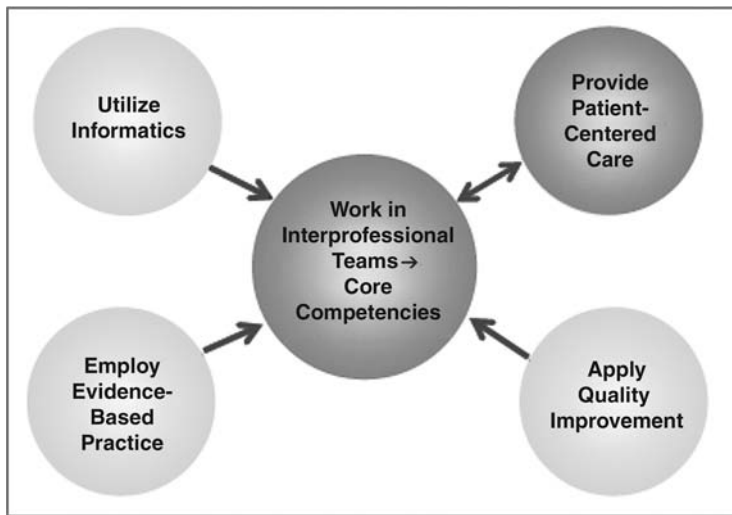 Utilize
Informatics
Provide
Patient-
Centered
Care
Work in
Interprofessional
Teams→
Core
Competencies
Employ
Evidence-
Based
Practice
Apply
Quality
Improvement